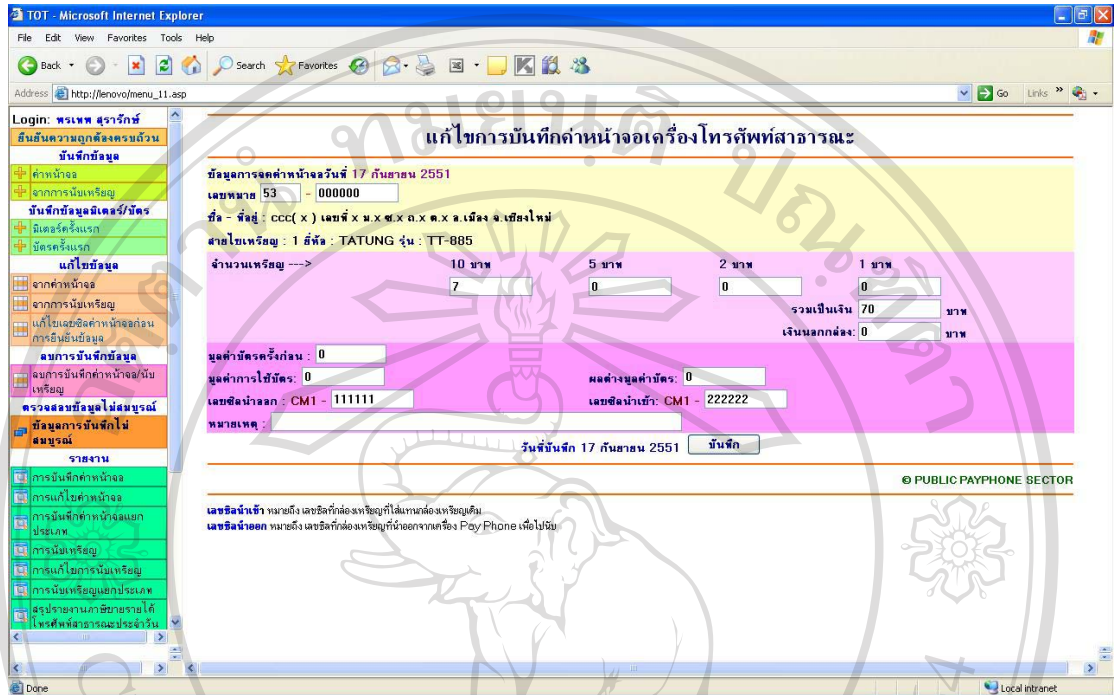 TOT - Microsoft Internet Explorer
File Edit View Favorites Tools Help
Back Search Favorites
Address http://lenovo/menu_11.asp Go Links
Login: พรเทพ สุรารักษ์
ยืนยันความถูกต้องครบถ้วน
บันทึกข้อมูล
ค่าหน้าจอ
จากการนับเหรียญ
บันทึกข้อมูลมิเตอร์/บัตร
มิเตอร์ครั้งแรก
บัตรครั้งแรก
แก้ไขข้อมูล
จากค่าหน้าจอ
จากการนับเหรียญ
แก้ไขเลขซีลค่าหน้าจอก่อน
การยืนยันข้อมูล
ลบการบันทึกข้อมูล
ลบการบันทึกค่าหน้าจอ/นับ
เหรียญ
ตรวจสอบข้อมูลไม่สมบูรณ์
ข้อมูลการบันทึกไม่
สมบูรณ์
รายงาน
การบันทึกค่าหน้าจอ
การแก้ไขค่าหน้าจอ
การบันทึกค่าหน้าจอแยก
ประเภท
การนับเหรียญ
การแก้ไขการนับเหรียญ
การนับเหรียญแยกประเภท
สรุปรายงานภาษีขายรายได้
โทรศัพท์สาธารณะประจำวัน
แก้ไขการบันทึกค่าหน้าจอเครื่องโทรศัพท์สาธารณะ
ข้อมูลการจดค่าหน้าจอวันที่ 17 กันยายน 2551
เลขหมาย 53 - 000000
ชื่อ - ที่อยู่ : ccc( x ) เลขที่ x ม.x ซ.x ถ.x ต.x อ.เมือง จ.เชียงใหม่
สายไขเหรียญ : 1 ยี่ห้อ : TATUNG รุ่น : TT-885
จำนวนเหรียญ ---> 10 บาท 5 บาท 2 บาท 1 บาท
7 0 0 0
รวมเป็นเงิน 70 บาท
เงินนอกกล่อง: 0 บาท
มูลค่าบัตรครั้งก่อน : 0
มูลค่าการใช้บัตร: 0 ผลต่างมูลค่าบัตร: 0
เลขซีลนำออก : CM1 - 111111 เลขซีลนำเข้า: CM1 - 222222
หมายเหตุ :
วันที่บันทึก 17 กันยายน 2551 บันทึก
© PUBLIC PAYPHONE SECTOR
เลขซีลนำเข้า หมายถึง เลขซีลที่กล่องเหรียญที่ใส่แทนกล่องเหรียญเดิม
เลขซีลนำออก หมายถึง เลขซีลที่กล่องเหรียญที่นำออกจากเครื่อง Pay Phone เพื่อไปนับ
Done Local intranet